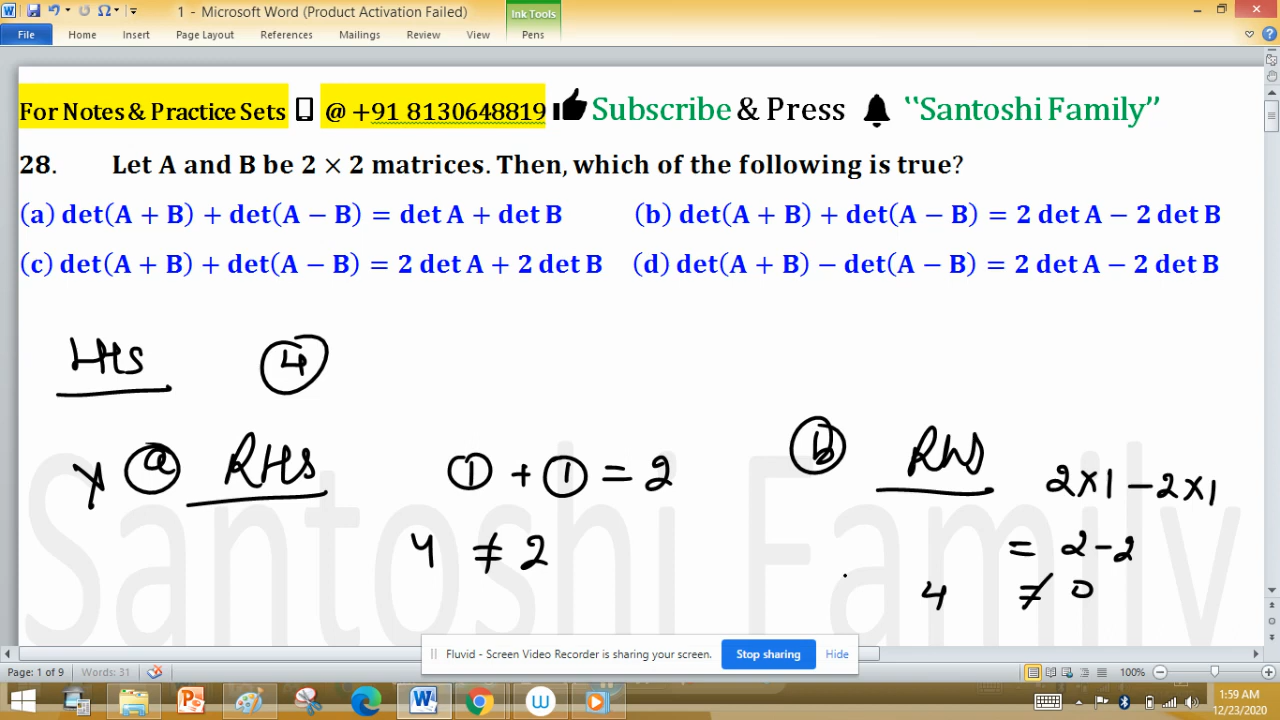 1 - Microsoft Word (Product Activation Failed)
Ink Tools
File Home Insert Page Layout References Mailings Review View Pens
For Notes & Practice Sets @ +91 8130648819 Subscribe & Press "Santoshi Family"
28. Let A and B be 2 × 2 matrices. Then, which of the following is true?
(a) det(A + B) + det(A − B) = det A + det B (b) det(A + B) + det(A − B) = 2 det A − 2 det B
(c) det(A + B) + det(A − B) = 2 det A + 2 det B (d) det(A + B) − det(A − B) = 2 det A − 2 det B
LHS 4
a RHS 1 + 1 = 2
4 ≠ 2
b RHS 2×1 − 2×1
= 2 − 2
4 ≠ 0
Santoshi Family
Fluvid - Screen Video Recorder is sharing your screen. Stop sharing Hide
Page: 1 of 9 Words: 31 100%
1:59 AM
12/23/2020